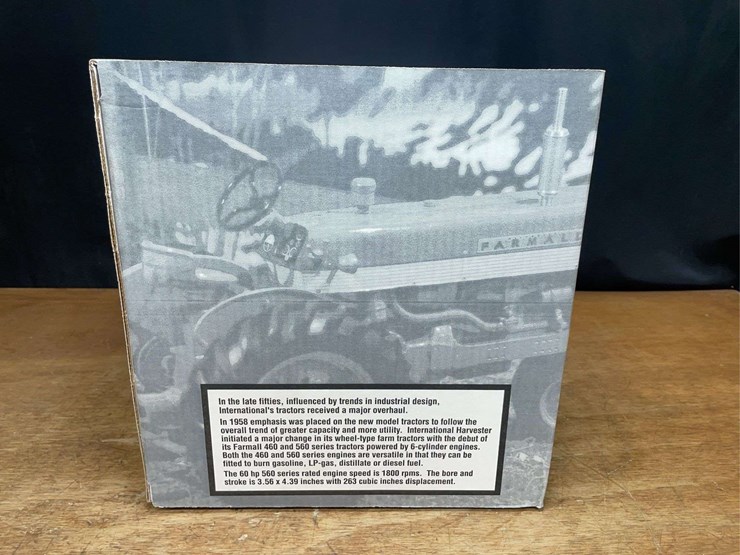 FARMALL
In the late fifties, influenced by trends in industrial design,
International's tractors received a major overhaul.
In 1958 emphasis was placed on the new model tractors to follow the
overall trend of greater capacity and more utility. International Harvester
initiated a major change in its wheel-type farm tractors with the debut of
its Farmall 460 and 560 series tractors powered by 6-cylinder engines.
Both the 460 and 560 series engines are versatile in that they can be
fitted to burn gasoline, LP-gas, distillate or diesel fuel.
The 60 hp 560 series rated engine speed is 1800 rpms. The bore and
stroke is 3.56 x 4.39 inches with 263 cubic inches displacement.